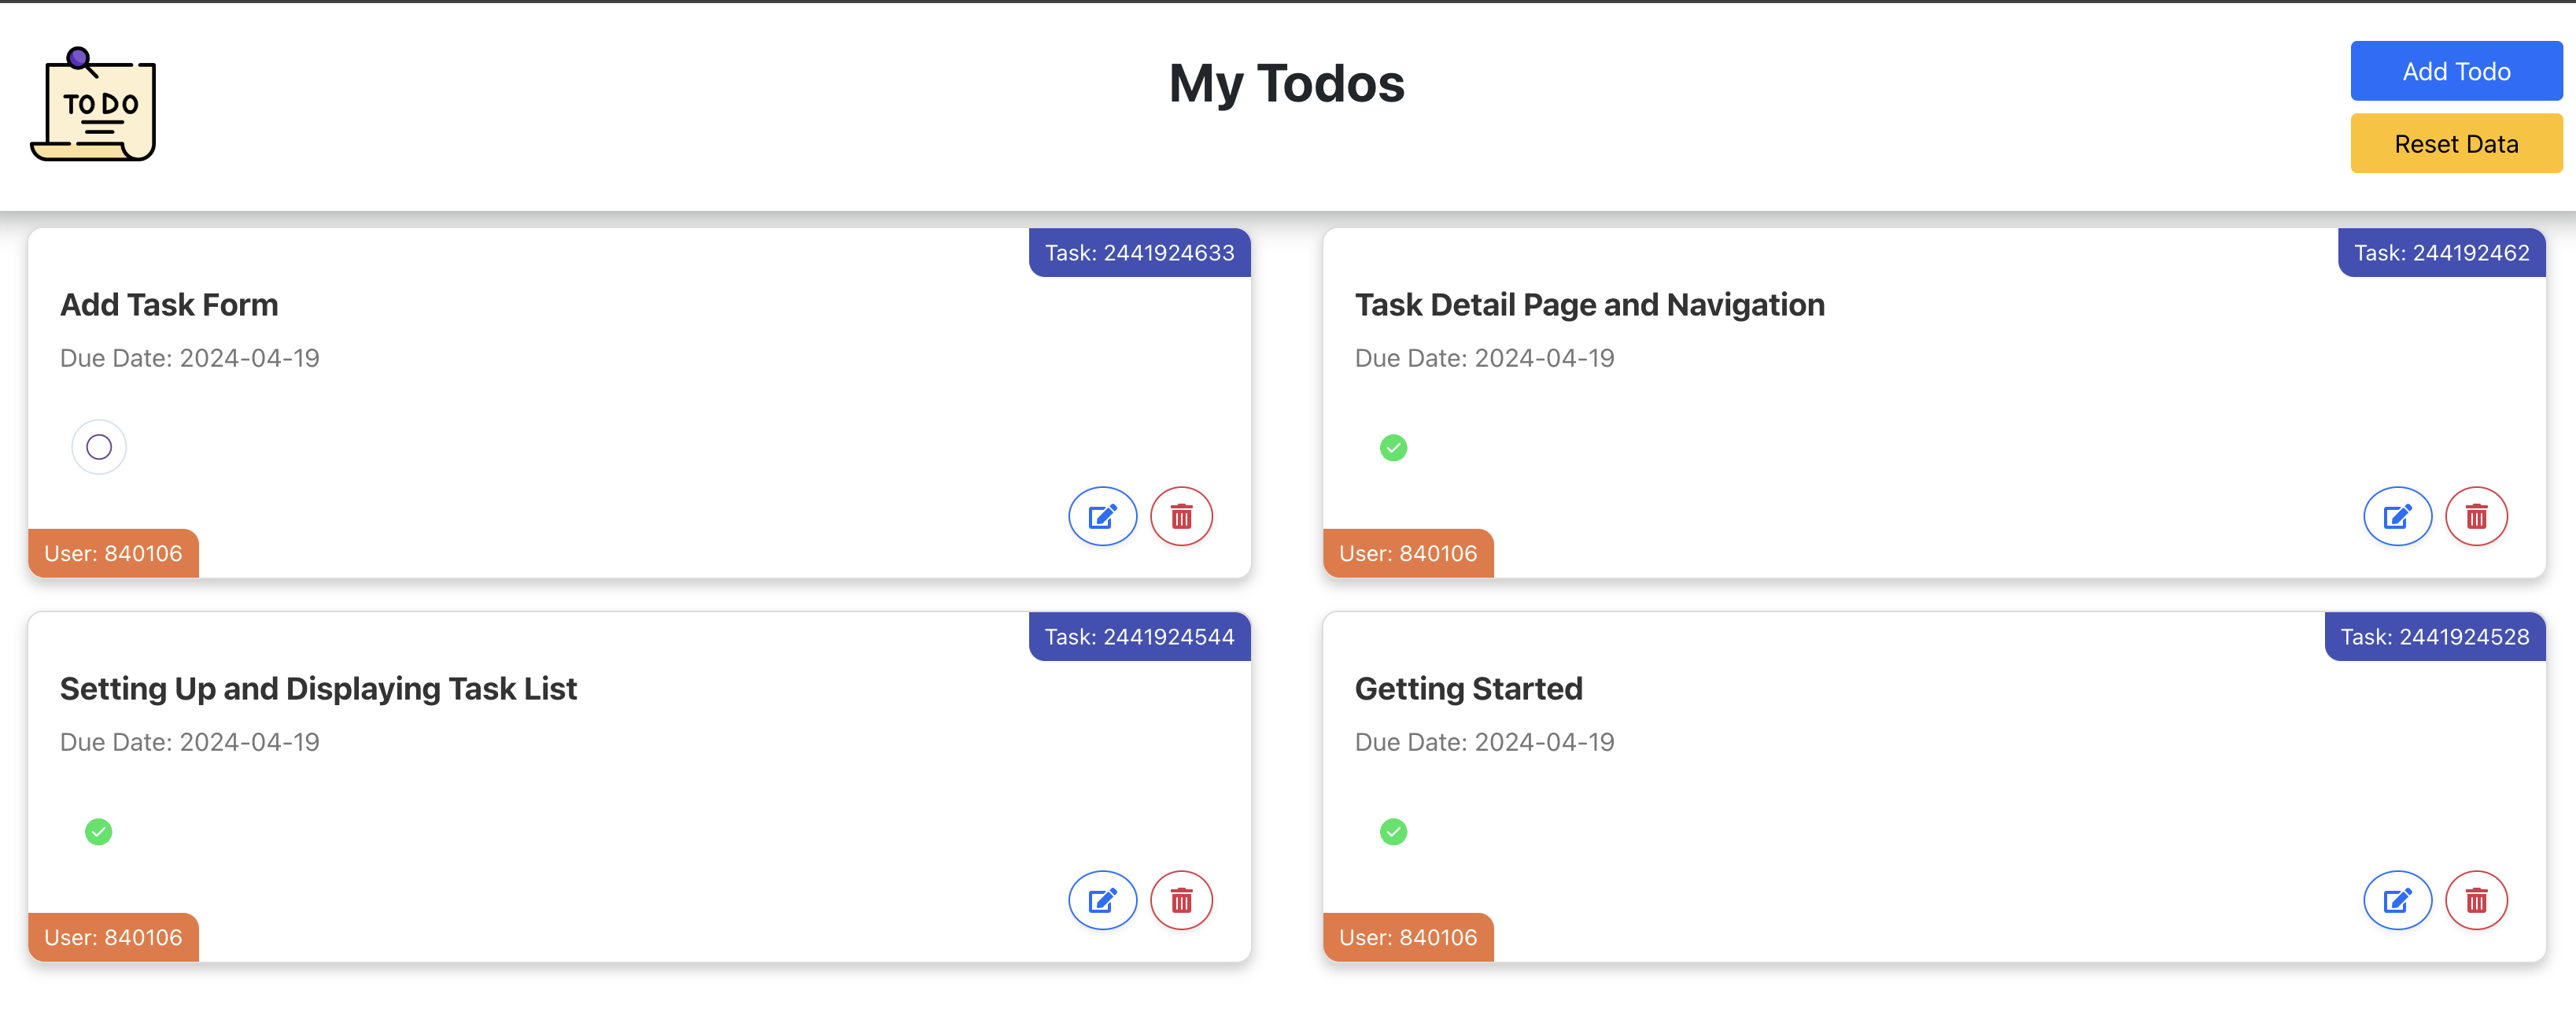 TODO
My Todos
Add Todo
Reset Data
Task: 2441924633
Add Task Form
Due Date: 2024-04-19
User: 840106
Task: 244192462
Task Detail Page and Navigation
Due Date: 2024-04-19
User: 840106
Task: 2441924544
Setting Up and Displaying Task List
Due Date: 2024-04-19
User: 840106
Task: 2441924528
Getting Started
Due Date: 2024-04-19
User: 840106